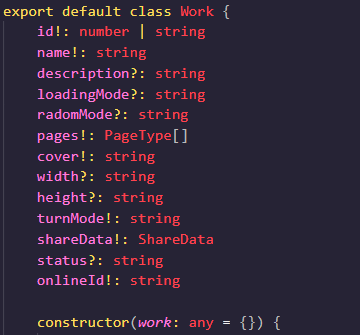 export default class Work {
id!: number | string
name!: string
description?: string
loadingMode?: string
radomMode?: string
pages!: PageType[]
cover!: string
width?: string
height?: string
turnMode!: string
shareData!: ShareData
status?: string
onlineId!: string
constructor(work: any = {}) {